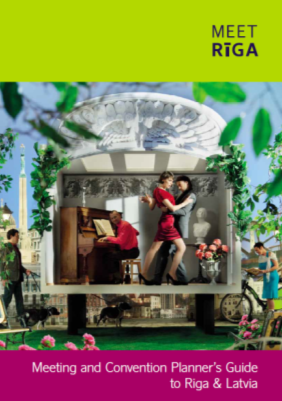 MEET
RīGA
Meeting and Convention Planner's Guide
to Riga & Latvia